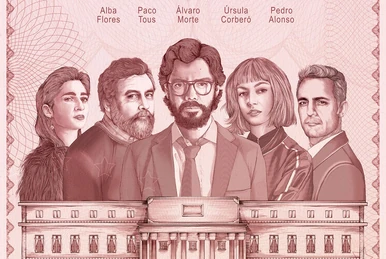 Alba Paco Álvaro Úrsula Pedro
Flores Tous Morte Corberó Alonso